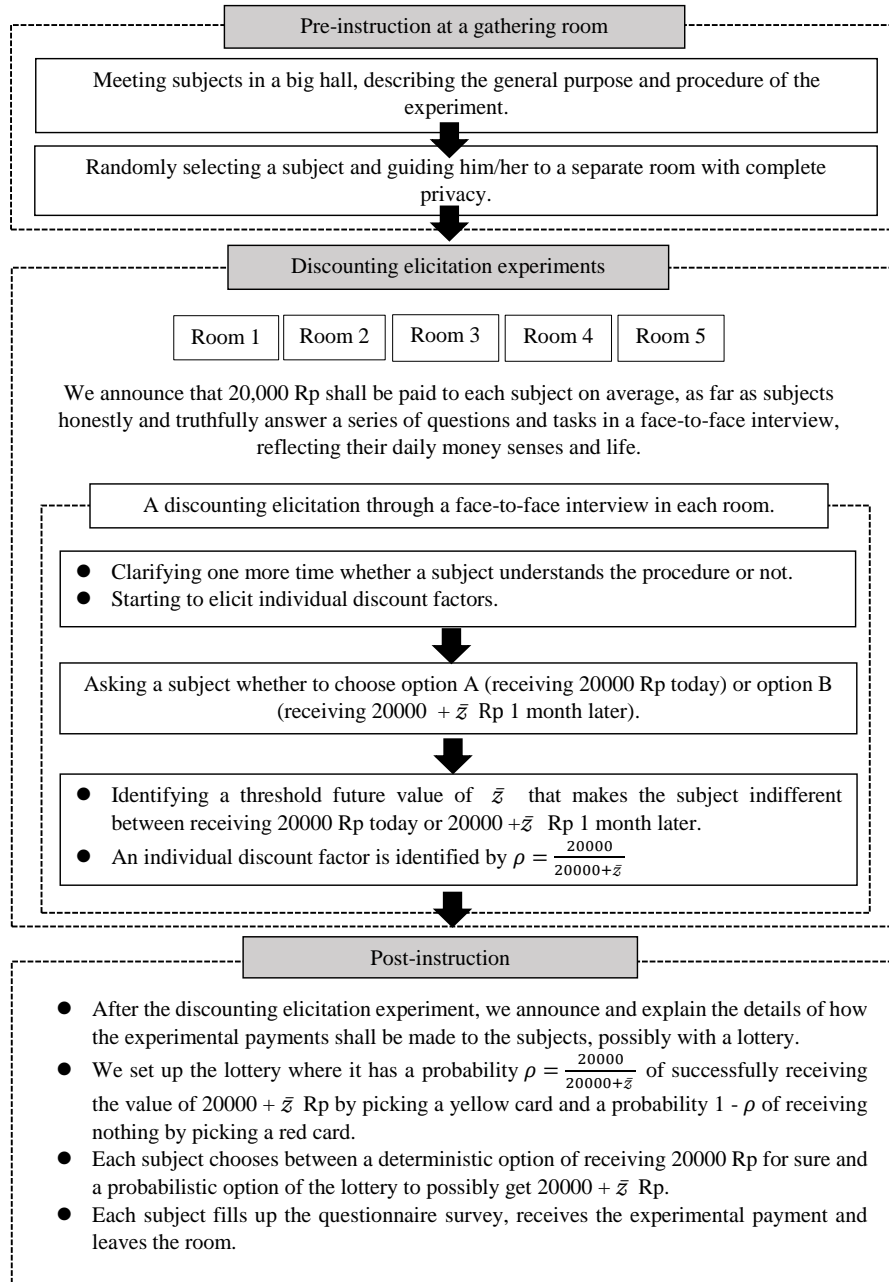 Pre-instruction at a gathering room
Meeting subjects in a big hall, describing the general purpose and procedure of the
experiment.
Randomly selecting a subject and guiding him/her to a separate room with complete
privacy.
Discounting elicitation experiments
Room 1 Room 2 Room 3 Room 4 Room 5
We announce that 20,000 Rp shall be paid to each subject on average, as far as subjects
honestly and truthfully answer a series of questions and tasks in a face-to-face interview,
reflecting their daily money senses and life.
A discounting elicitation through a face-to-face interview in each room.
● Clarifying one more time whether a subject understands the procedure or not.
● Starting to elicit individual discount factors.
Asking a subject whether to choose option A (receiving 20000 Rp today) or option B
(receiving 20000 + z̄ Rp 1 month later).
● Identifying a threshold future value of z̄ that makes the subject indifferent
between receiving 20000 Rp today or 20000 +z̄ Rp 1 month later.
● An individual discount factor is identified by ρ = 20000/(20000+z̄)
Post-instruction
● After the discounting elicitation experiment, we announce and explain the details of how
the experimental payments shall be made to the subjects, possibly with a lottery.
● We set up the lottery where it has a probability ρ = 20000/(20000+z̄) of successfully receiving
the value of 20000 + z̄ Rp by picking a yellow card and a probability 1 - ρ of receiving
nothing by picking a red card.
● Each subject chooses between a deterministic option of receiving 20000 Rp for sure and
a probabilistic option of the lottery to possibly get 20000 + z̄ Rp.
● Each subject fills up the questionnaire survey, receives the experimental payment and
leaves the room.